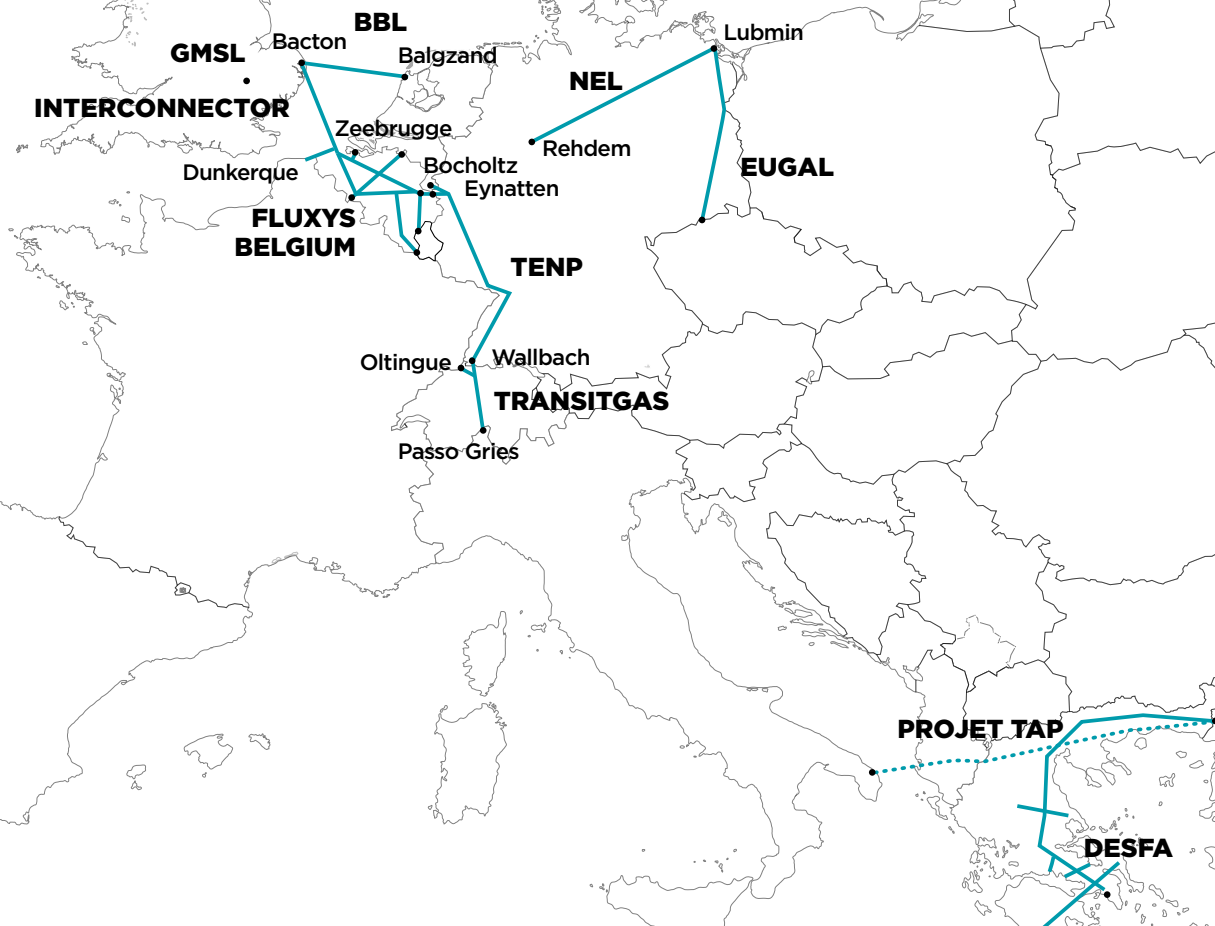 BBL
Lubmin
Bacton
GMSL
Balgzand
NEL
INTERCONNECTOR
Zeebrugge
Rehdem
Bocholtz
EUGAL
Dunkerque
Eynatten
FLUXYS
BELGIUM
TENP
Oltingue
Wallbach
TRANSITGAS
Passo Gries
PROJET TAP
DESFA